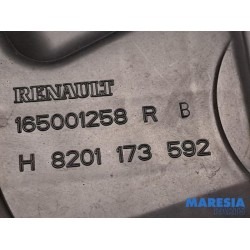 RENAULT
165001258 R B
H 8201 173 592
MARESIA